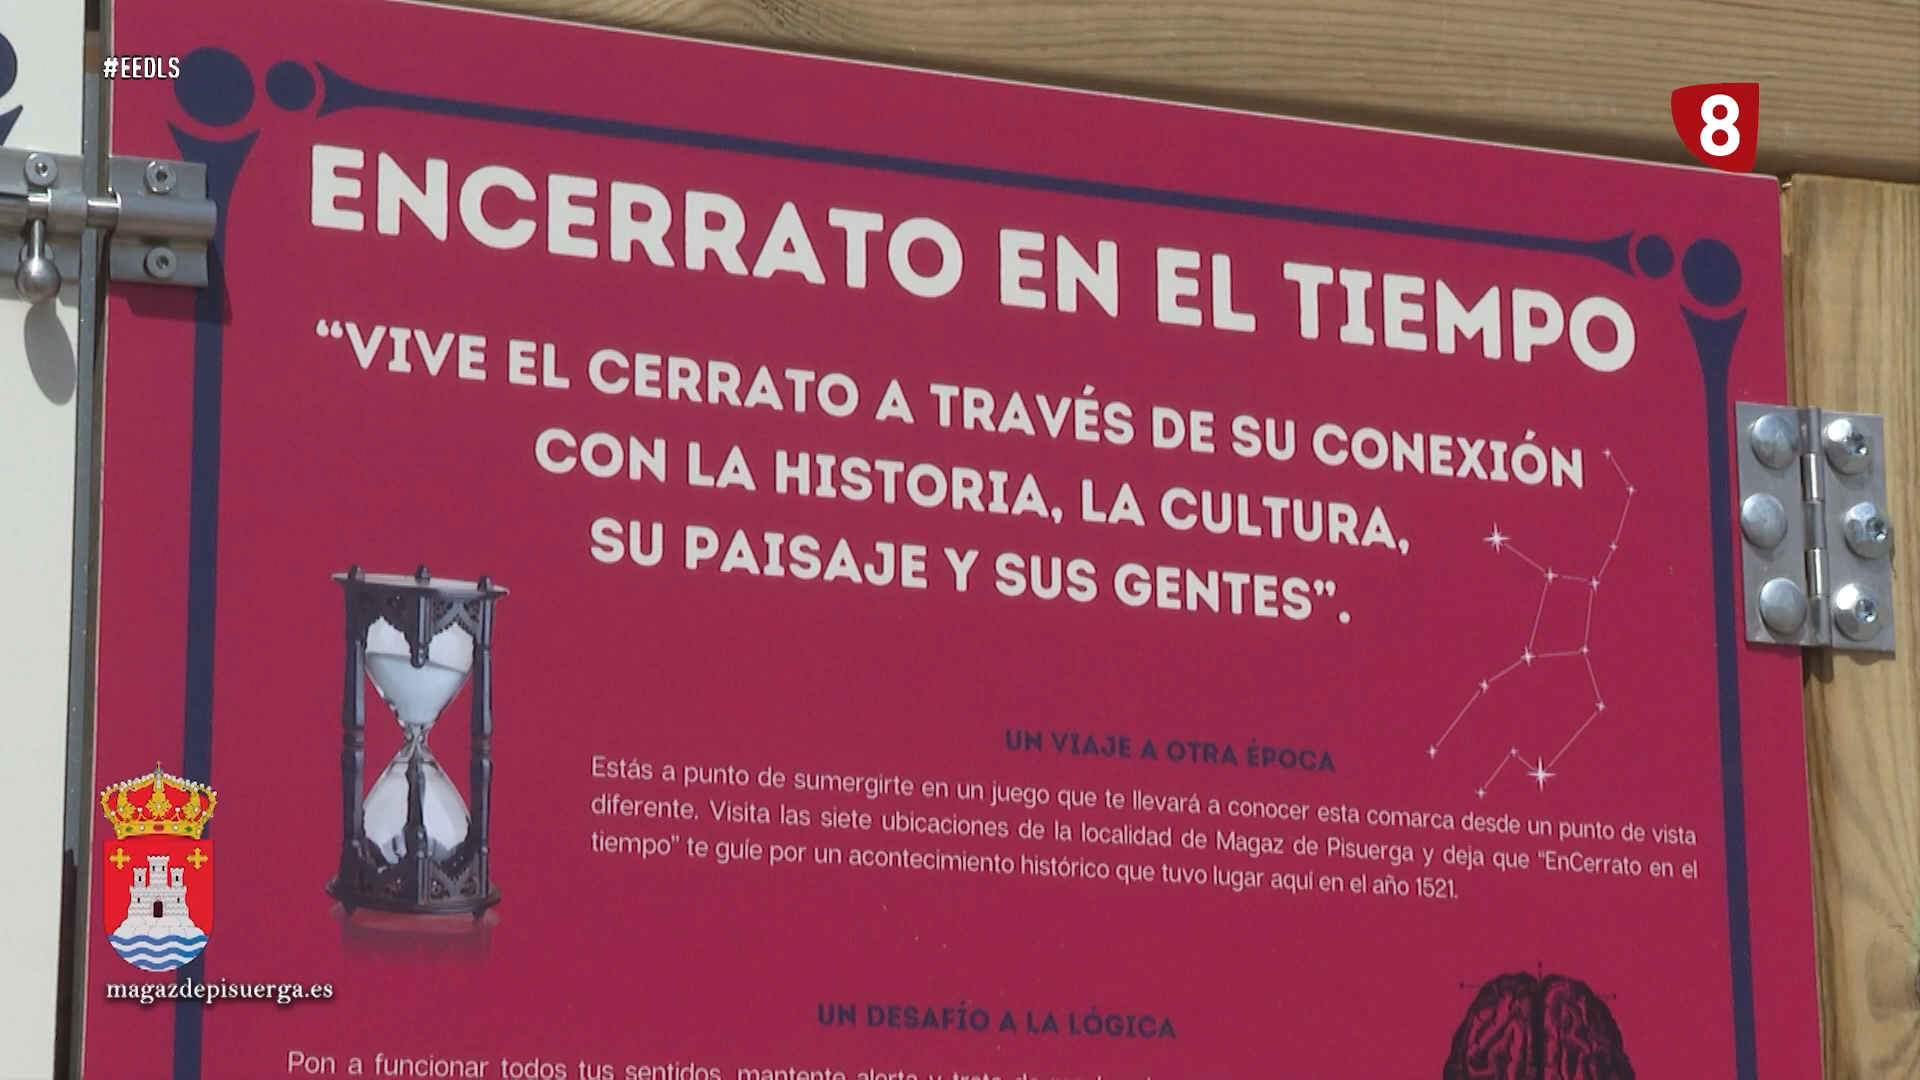 #EEDLS
8
ENCERRATO EN EL TIEMPO
“VIVE EL CERRATO A TRAVÉS DE SU CONEXIÓN
CON LA HISTORIA, LA CULTURA,
SU PAISAJE Y SUS GENTES”.
UN VIAJE A OTRA ÉPOCA
Estás a punto de sumergirte en un juego que te llevará a conocer esta comarca desde un punto de vista
diferente. Visita las siete ubicaciones de la localidad de Magaz de Pisuerga y deja que “EnCerrato en el
tiempo” te guíe por un acontecimiento histórico que tuvo lugar aquí en el año 1521.
magazdepisuerga.es
UN DESAFÍO A LA LÓGICA
Pon a funcionar todos tus sentidos, mantente alerta y trata de